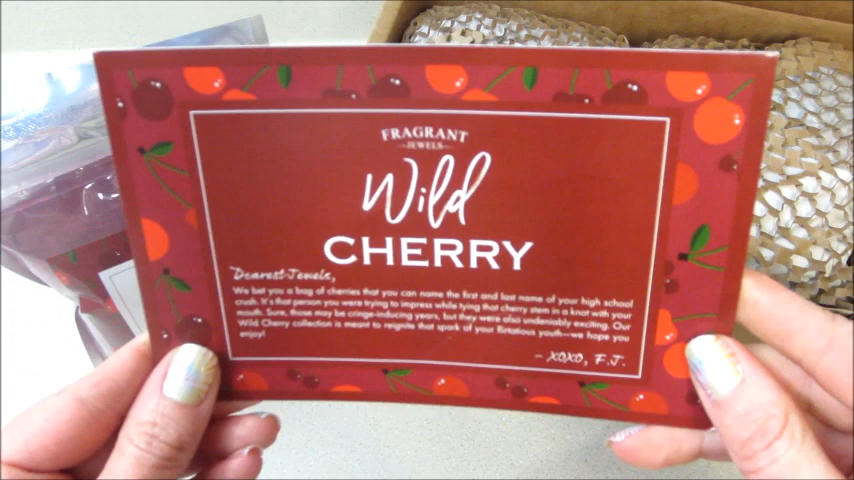 FRAGRANT
JEWELS
Wild
CHERRY
Dearest Jewels,
We bet you a bag of cherries that you can name the first and last name of your high school
crush. It's that person you were trying to impress while tying that cherry stem in a knot with your
mouth. Sure, those may be cringe-inducing years, but they were also undeniably exciting. Our
Wild Cherry collection is meant to reignite that spark of your flirtatious youth—we hope you
enjoy!
- XOXO, F.J.